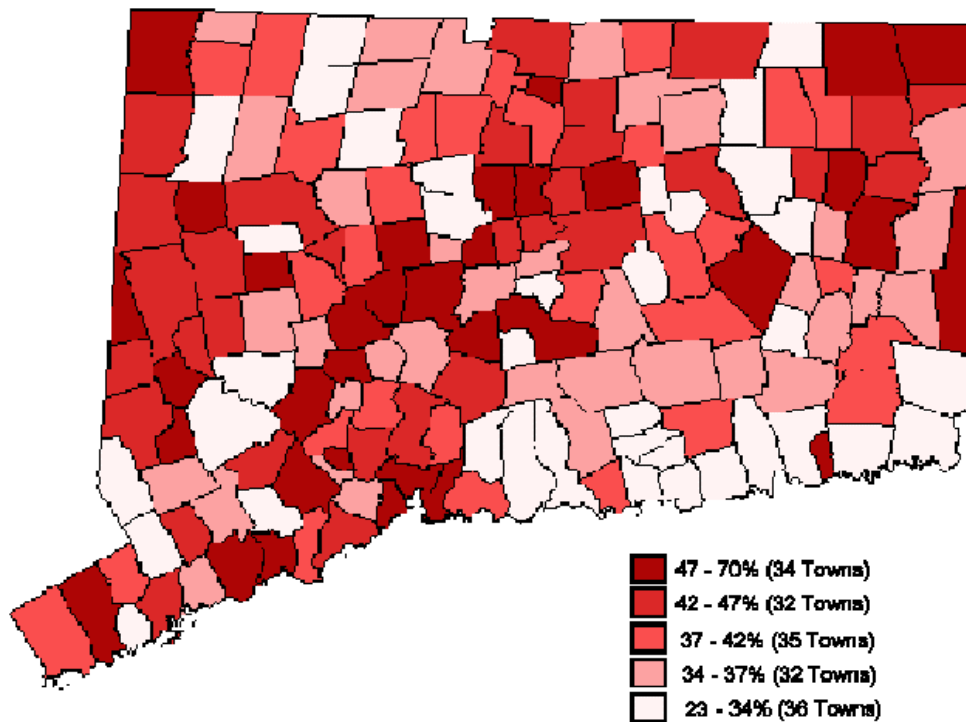 47 - 70% (34 Towns)
42 - 47% (32 Towns)
37 - 42% (35 Towns)
34 - 37% (32 Towns)
23 - 34% (36 Towns)